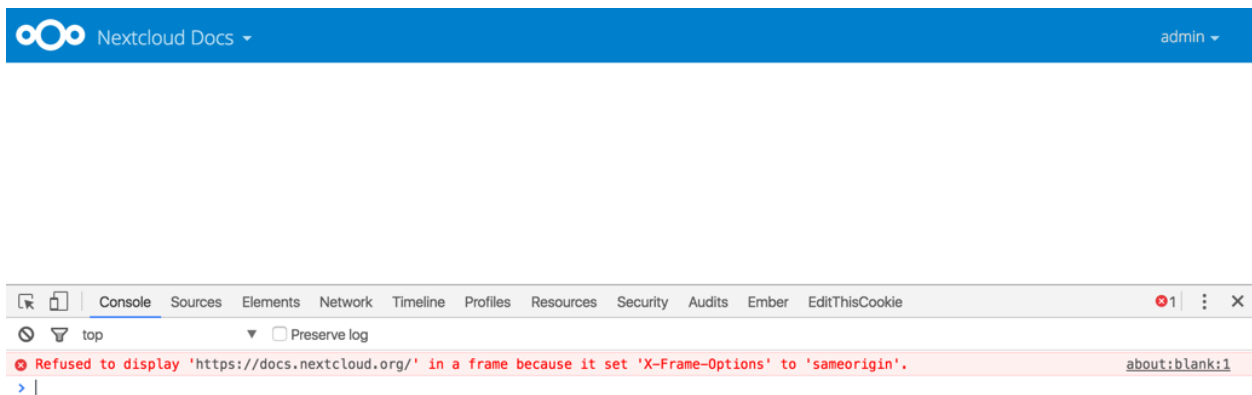 Nextcloud Docs
admin
Console Sources Elements Network Timeline Profiles Resources Security Audits Ember EditThisCookie 1
top Preserve log
Refused to display 'https://docs.nextcloud.org/' in a frame because it set 'X-Frame-Options' to 'sameorigin'. about:blank:1